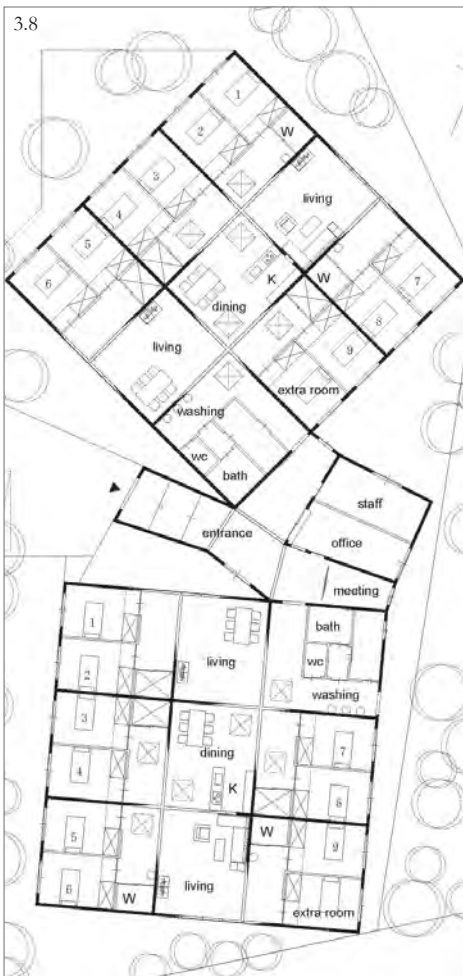 3.8
1
2
W
3
living
4
5
K
W
7
6
dining
8
9
living
extra room
washing
wc
bath
staff
entrance
office
meeting
1
bath
living
2
wc
washing
3
dining
7
4
K
8
5
W
9
living
6
W
extra room